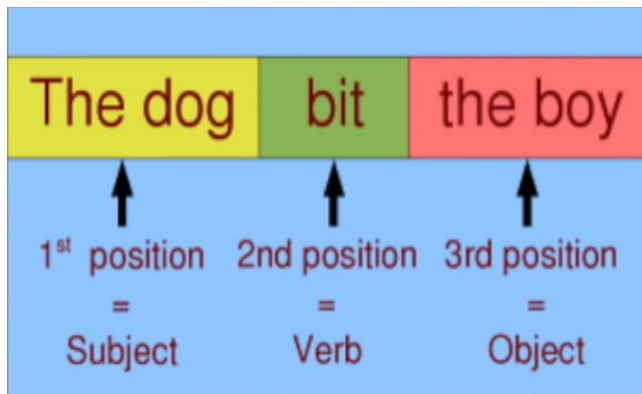 The dog bit the boy
1st position 2nd position 3rd position
= = =
Subject Verb Object